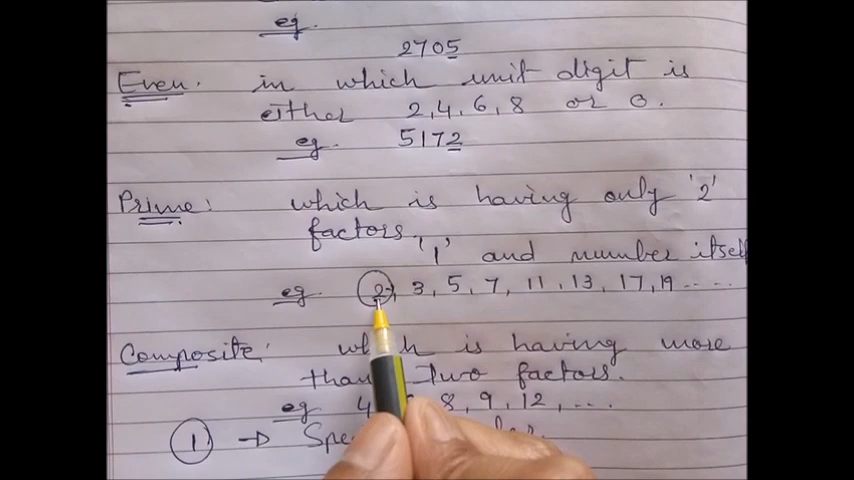 eg.
2705
Even: in which unit digit is
either 2, 4, 6, 8 or 0.
eg. 5172
Prime: which is having only '2'
factors, '1' and number itself
eg. 2, 3, 5, 7, 11, 13, 17, 19 ....
Composite: which is having more
than Two factors.
eg 4, 8, 9, 12, ....
1 →